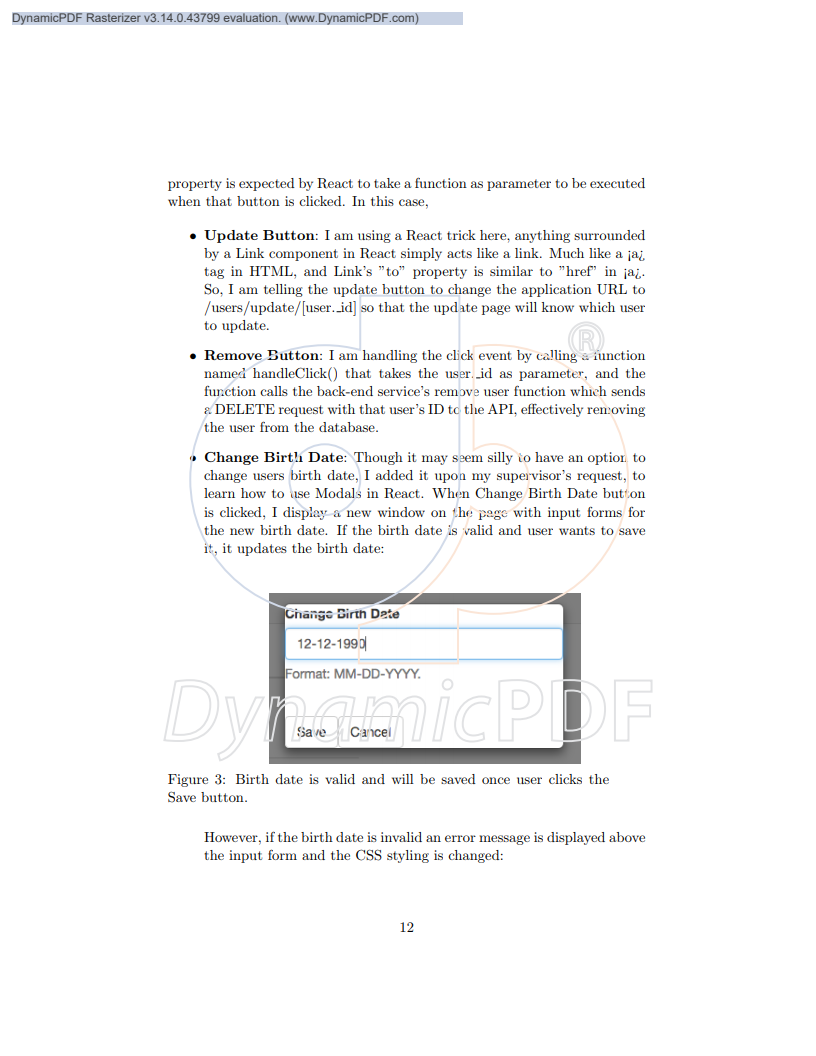 DynamicPDF Rasterizer v3.14.0.43799 evaluation. (www.DynamicPDF.com)
property is expected by React to take a function as parameter to be executed
when that button is clicked. In this case,
• Update Button: I am using a React trick here, anything surrounded
by a Link component in React simply acts like a link. Much like a ¡a¿
tag in HTML, and Link's ”to” property is similar to ”href” in ¡a¿.
So, I am telling the update button to change the application URL to
/users/update/[user._id] so that the update page will know which user
to update.
• Remove Button: I am handling the click event by calling a function
named handleClick() that takes the user._id as parameter, and the
function calls the back-end service's remove user function which sends
a DELETE request with that user's ID to the API, effectively removing
the user from the database.
• Change Birth Date: Though it may seem silly to have an option to
change users birth date, I added it upon my supervisor's request, to
learn how to use Modals in React. When Change Birth Date button
is clicked, I display a new window on the page with input forms for
the new birth date. If the birth date is valid and user wants to save
it, it updates the birth date:
Change Birth Date
12-12-1990
Format: MM-DD-YYYY.
Save Cancel
DynamicPDF
®
Figure 3: Birth date is valid and will be saved once user clicks the
Save button.
However, if the birth date is invalid an error message is displayed above
the input form and the CSS styling is changed:
12